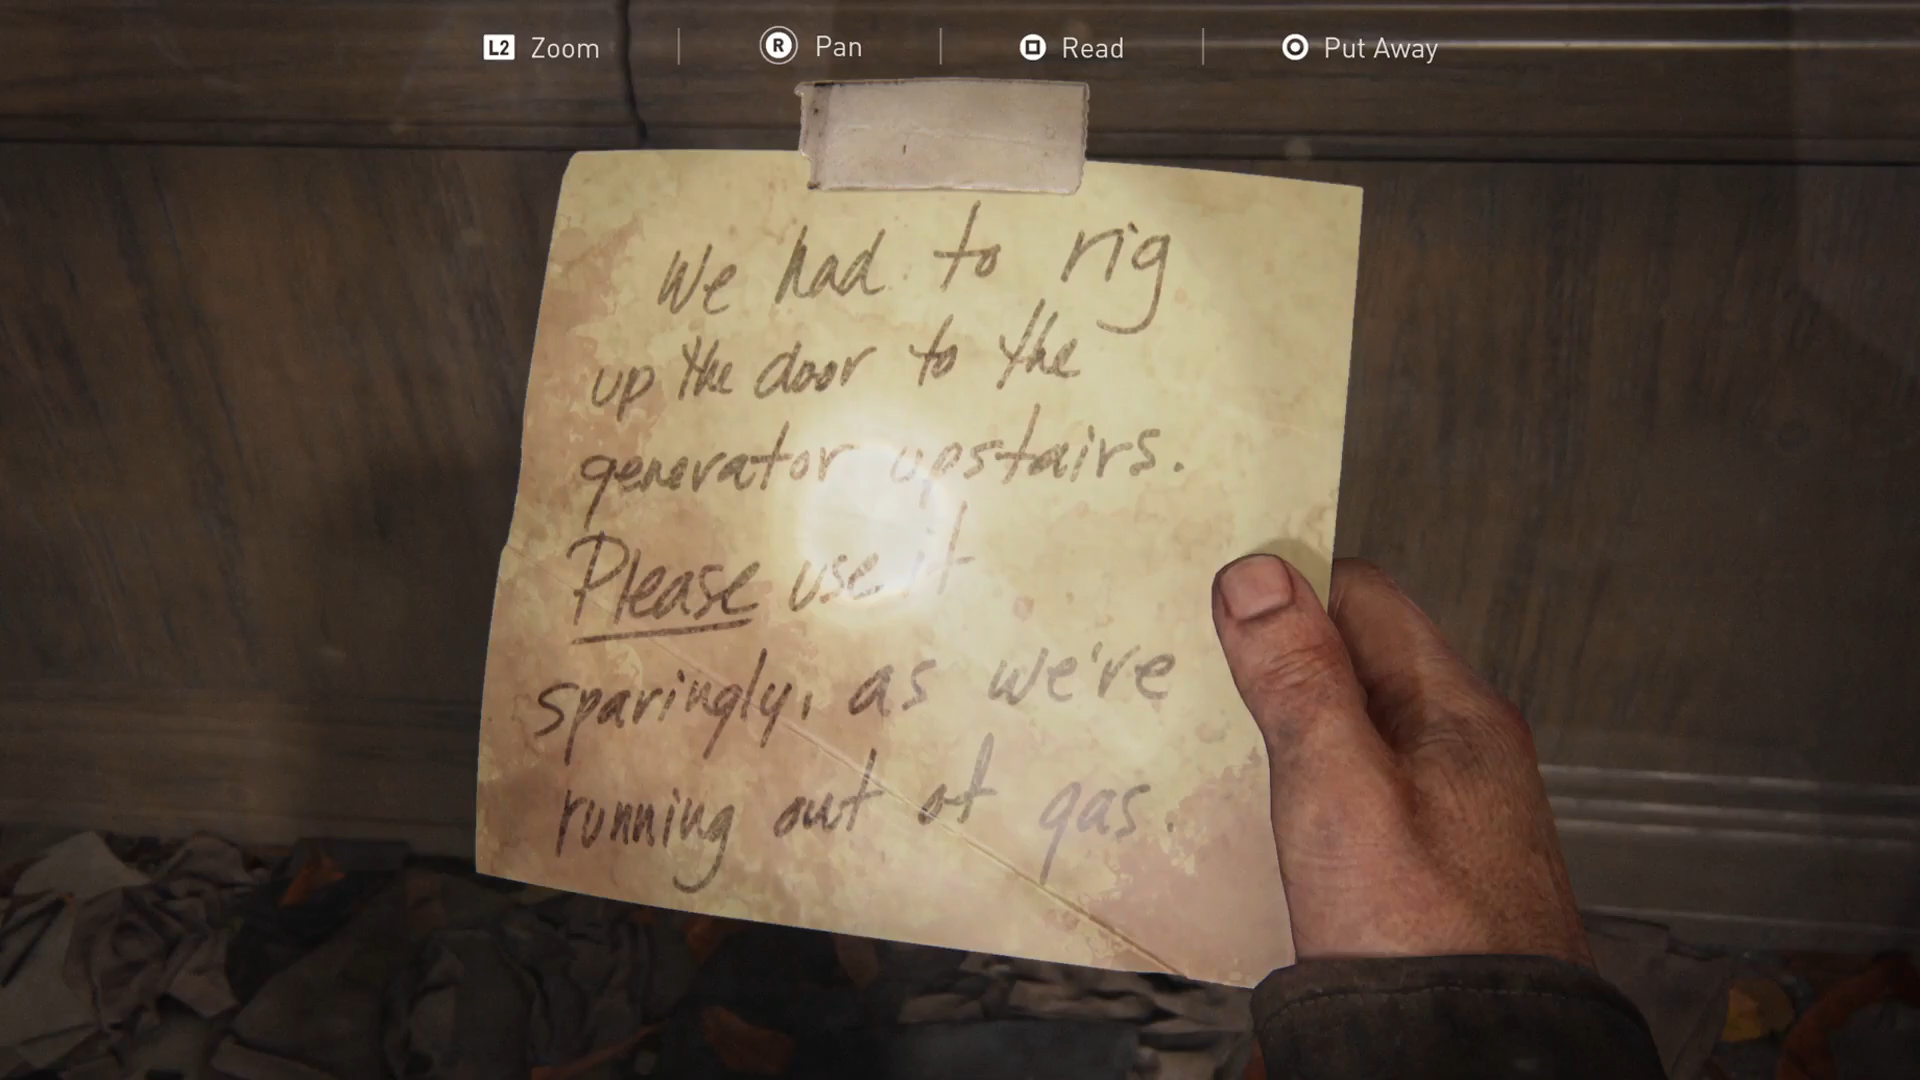 L2 Zoom R Pan Read Put Away
We had to rig
up the door to the
generator upstairs.
Please use it
sparingly, as we're
running out of gas.